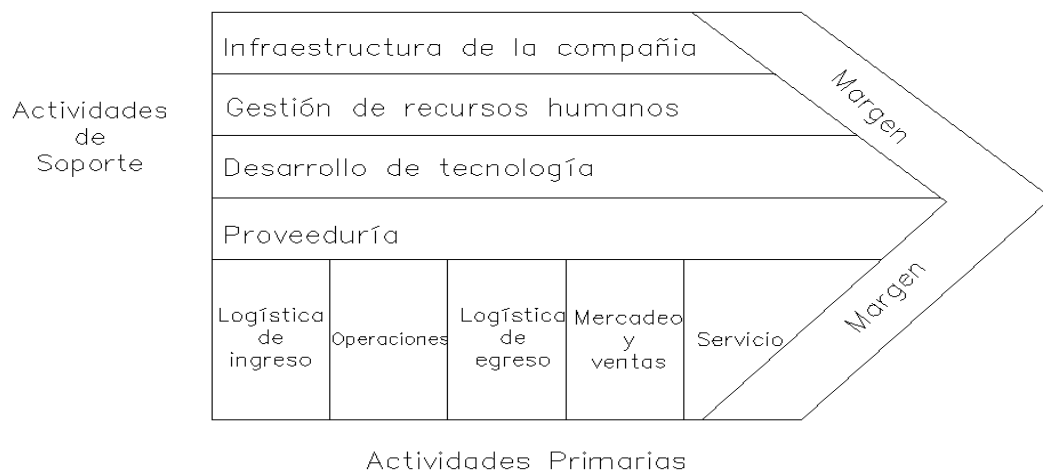 Infraestructura de la compañia
Gestión de recursos humanos
Desarrollo de tecnología
Proveeduría
Actividades
de
Soporte
Margen
Margen
Logística
de
ingreso
Operaciones
Logística
de
egreso
Mercadeo
y
ventas
Servicio
Actividades Primarias